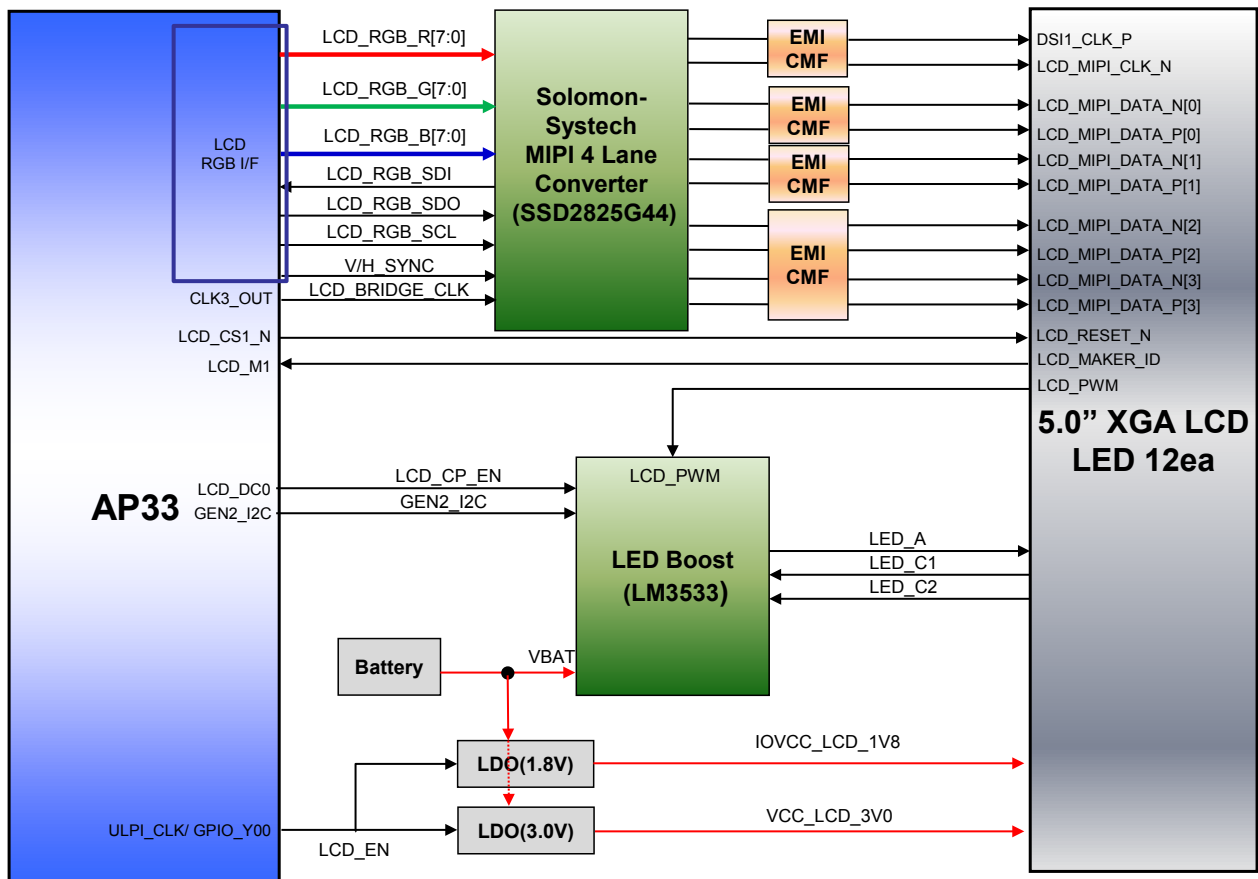 LCD
RGB I/F
LCD_RGB_R[7:0]
LCD_RGB_G[7:0]
LCD_RGB_B[7:0]
LCD_RGB_SDI
LCD_RGB_SDO
LCD_RGB_SCL
V/H_SYNC
CLK3_OUT
LCD_BRIDGE_CLK
LCD_CS1_N
LCD_M1
Solomon-
Systech
MIPI 4 Lane
Converter
(SSD2825G44)
EMI
CMF
EMI
CMF
EMI
CMF
EMI
CMF
DSI1_CLK_P
LCD_MIPI_CLK_N
LCD_MIPI_DATA_N[0]
LCD_MIPI_DATA_P[0]
LCD_MIPI_DATA_N[1]
LCD_MIPI_DATA_P[1]
LCD_MIPI_DATA_N[2]
LCD_MIPI_DATA_P[2]
LCD_MIPI_DATA_N[3]
LCD_MIPI_DATA_P[3]
LCD_RESET_N
LCD_MAKER_ID
LCD_PWM
5.0” XGA LCD
LED 12ea
AP33
LCD_DC0
GEN2_I2C
LCD_CP_EN
GEN2_I2C
LCD_PWM
LED Boost
(LM3533)
LED_A
LED_C1
LED_C2
Battery
VBAT
LDO(1.8V)
IOVCC_LCD_1V8
LDO(3.0V)
VCC_LCD_3V0
ULPI_CLK/ GPIO_Y00
LCD_EN